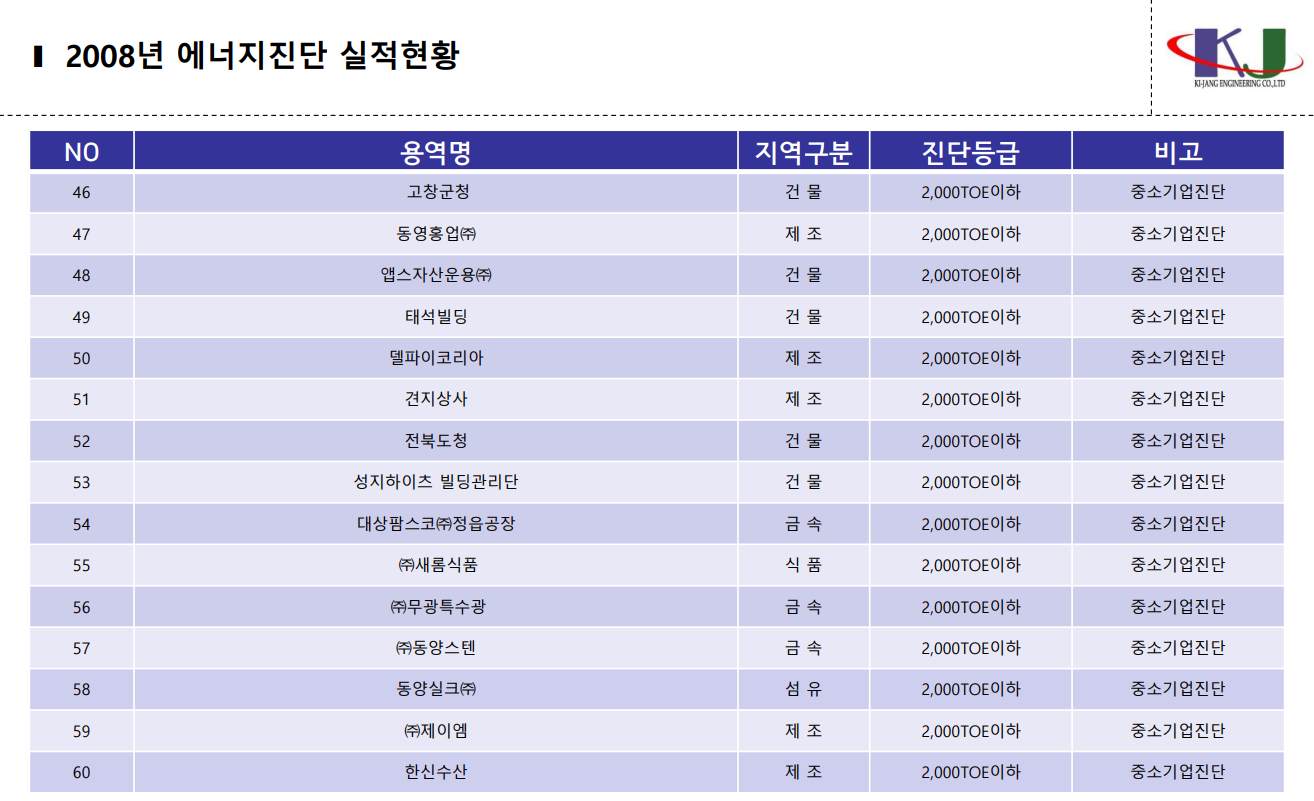 2008년 에너지진단 실적현황
KJ
KI-JANG ENGINEERING CO.,LTD
NO 용역명 지역구분 진단등급 비고
46 고창군청 건 물 2,000TOE이하 중소기업진단
47 동영홍업㈜ 제 조 2,000TOE이하 중소기업진단
48 앱스자산운용㈜ 건 물 2,000TOE이하 중소기업진단
49 태석빌딩 건 물 2,000TOE이하 중소기업진단
50 델파이코리아 제 조 2,000TOE이하 중소기업진단
51 견지상사 제 조 2,000TOE이하 중소기업진단
52 전북도청 건 물 2,000TOE이하 중소기업진단
53 성지하이츠 빌딩관리단 건 물 2,000TOE이하 중소기업진단
54 대상팜스코㈜정읍공장 금 속 2,000TOE이하 중소기업진단
55 ㈜새롬식품 식 품 2,000TOE이하 중소기업진단
56 ㈜무광특수광 금 속 2,000TOE이하 중소기업진단
57 ㈜동양스텐 금 속 2,000TOE이하 중소기업진단
58 동양실크㈜ 섬 유 2,000TOE이하 중소기업진단
59 ㈜제이엠 제 조 2,000TOE이하 중소기업진단
60 한신수산 제 조 2,000TOE이하 중소기업진단